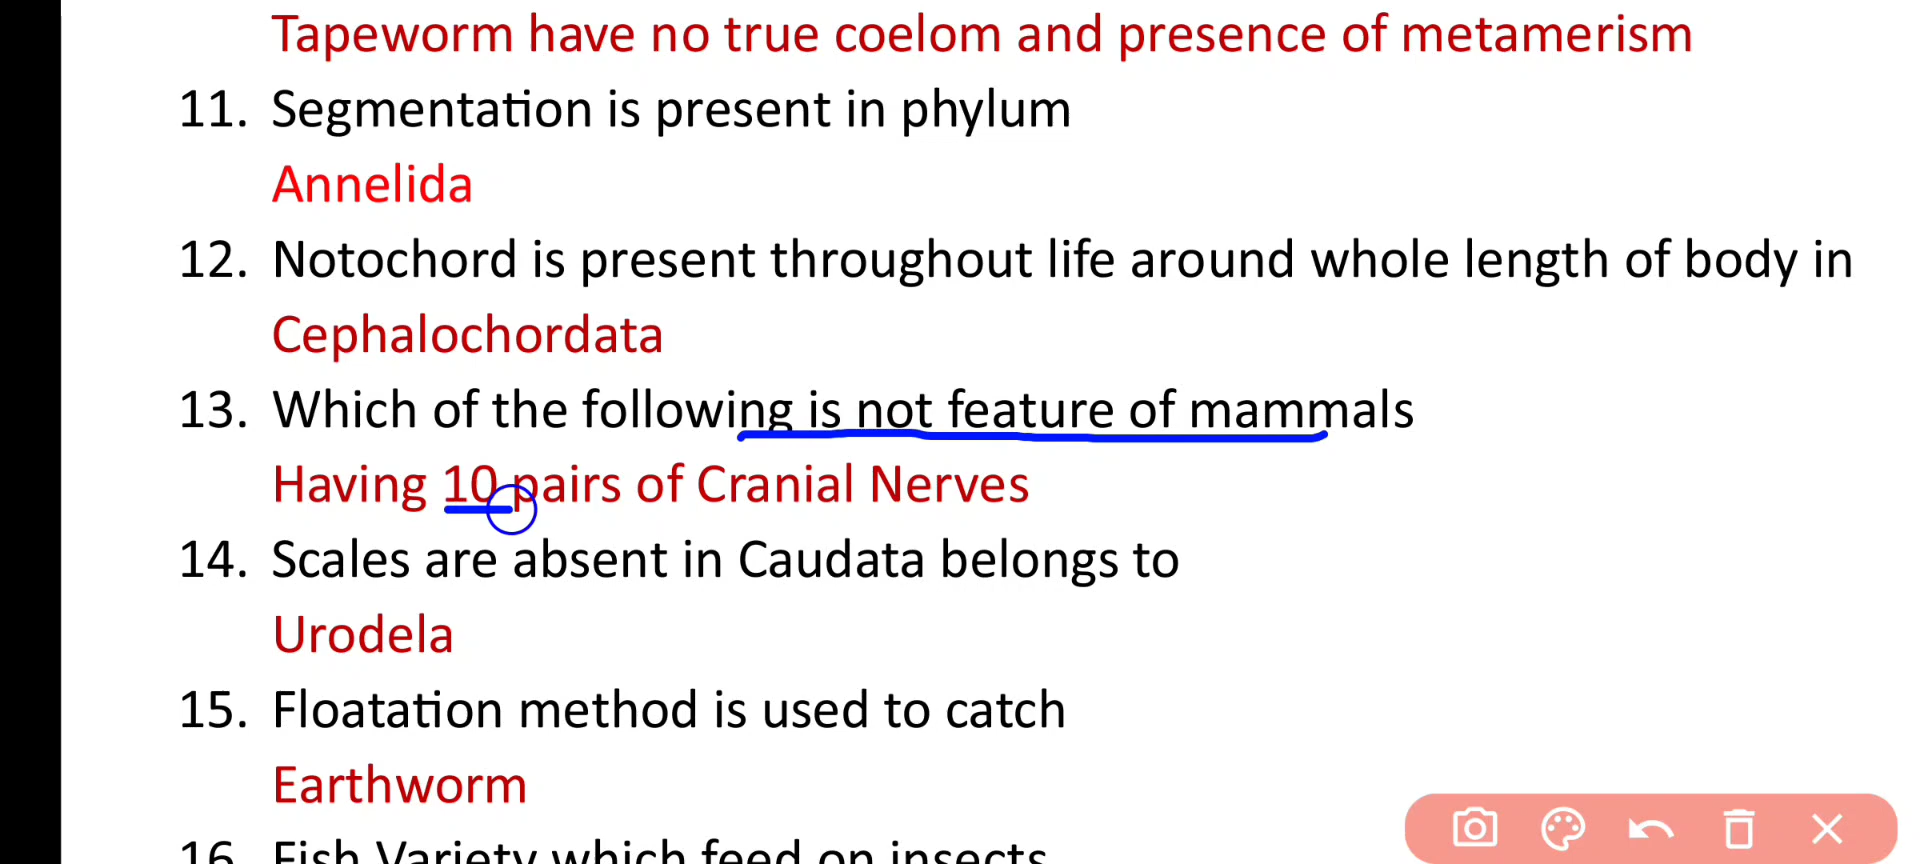 Tapeworm have no true coelom and presence of metamerism
11. Segmentation is present in phylum
Annelida
12. Notochord is present throughout life around whole length of body in
Cephalochordata
13. Which of the following is not feature of mammals
Having 10 pairs of Cranial Nerves
14. Scales are absent in Caudata belongs to
Urodela
15. Floatation method is used to catch
Earthworm
16. Fish Variety which feed on insects